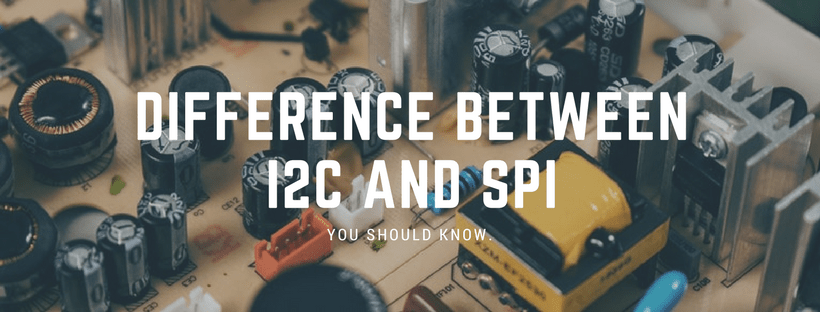 DIFFERENCE BETWEEN
I2C AND SPI
YOU SHOULD KNOW.